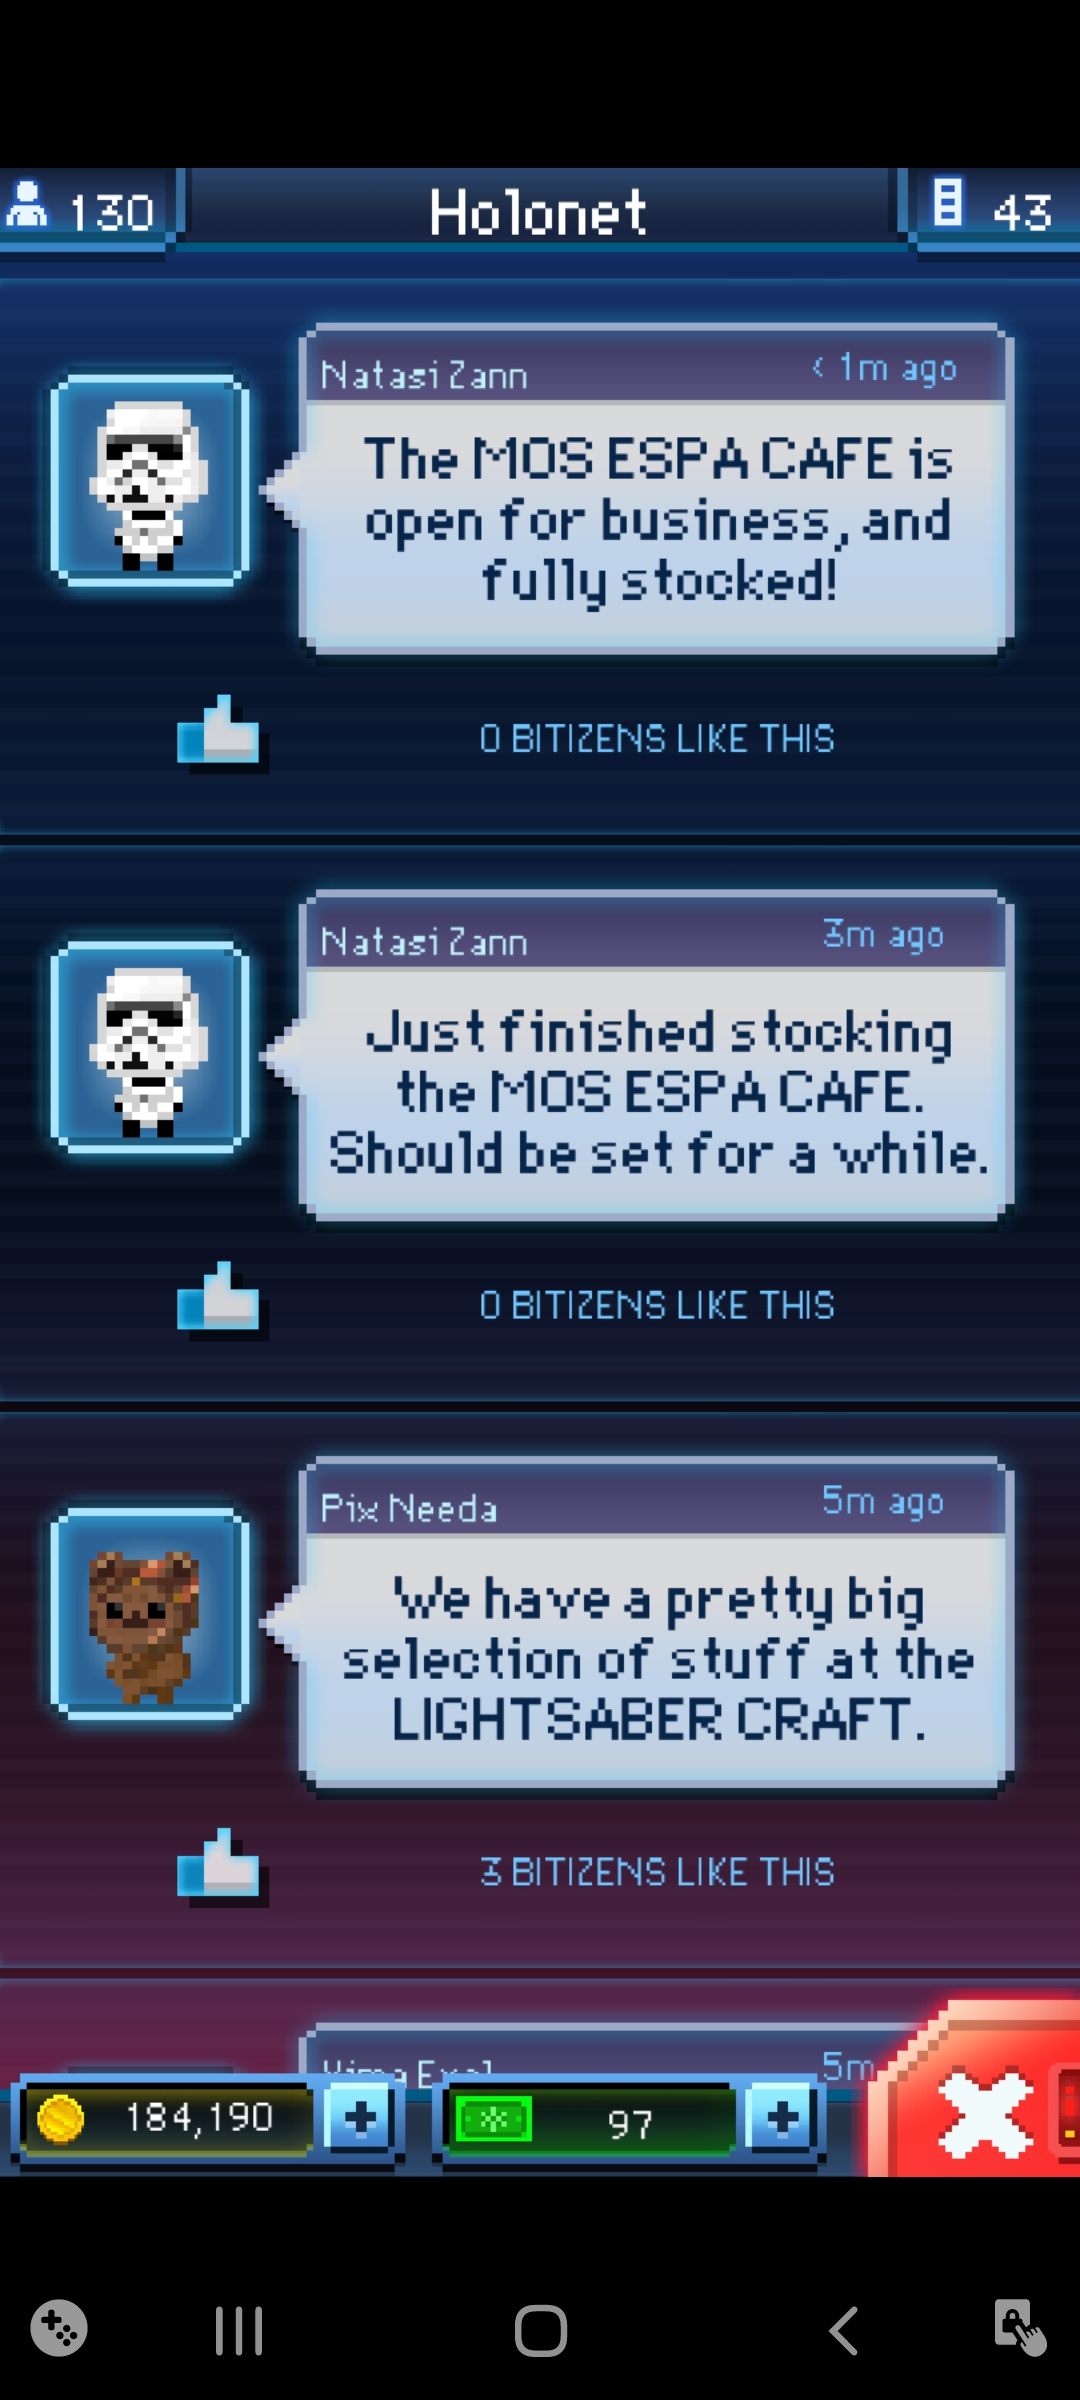 130
Holonet
43
Natasi Zann
< 1m ago
The MOS ESPA CAFE is
open for business, and
fully stocked!
0 BITIZENS LIKE THIS
Natasi Zann
3m ago
Just finished stocking
the MOS ESPA CAFE.
Should be set for a while.
0 BITIZENS LIKE THIS
Pix Needa
5m ago
We have a pretty big
selection of stuff at the
LIGHTSABER CRAFT.
3 BITIZENS LIKE THIS
5m
184,190
97